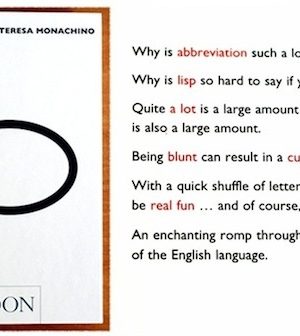 TERESA MONACHINO
DON
Why is abbreviation such a lo
Why is lisp so hard to say if y
Quite a lot is a large amount
is also a large amount.
Being blunt can result in a cu
With a quick shuffle of letter
be real fun … and of course,
An enchanting romp through
of the English language.